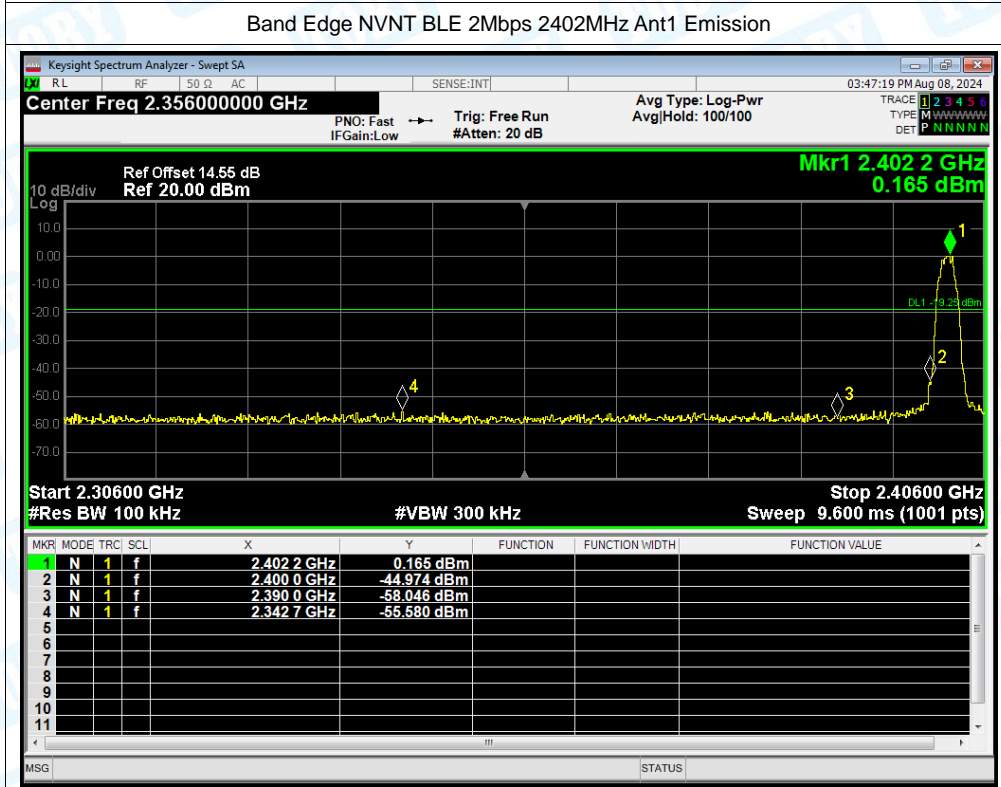 Band Edge NVNT BLE 2Mbps 2402MHz Ant1 Emission
Keysight Spectrum Analyzer - Swept SA
LXI RL RF 50 Ω AC SENSE:INT 03:47:19 PM Aug 08, 2024
Center Freq 2.356000000 GHz Avg Type: Log-Pwr TRACE 1 2 3 4 5 6
PNO: Fast Trig: Free Run Avg|Hold: 100/100 TYPE M WWWWW
IFGain:Low #Atten: 20 dB DET P N N N N N
Mkr1 2.402 2 GHz
Ref Offset 14.55 dB 0.165 dBm
10 dB/div Ref 20.00 dBm
Log
10.0
1
0.00
-10.0
DL1 -19.25 dBm
-20.0
-30.0
2
-40.0
4
3
-50.0
-60.0
-70.0
Start 2.30600 GHz Stop 2.40600 GHz
#Res BW 100 kHz #VBW 300 kHz Sweep 9.600 ms (1001 pts)
MKR MODE TRC SCL X Y FUNCTION FUNCTION WIDTH FUNCTION VALUE
1 N 1 f 2.402 2 GHz 0.165 dBm
2 N 1 f 2.400 0 GHz -44.974 dBm
3 N 1 f 2.390 0 GHz -58.046 dBm
4 N 1 f 2.342 7 GHz -55.580 dBm
5
6
7
8
9
10
11
MSG STATUS